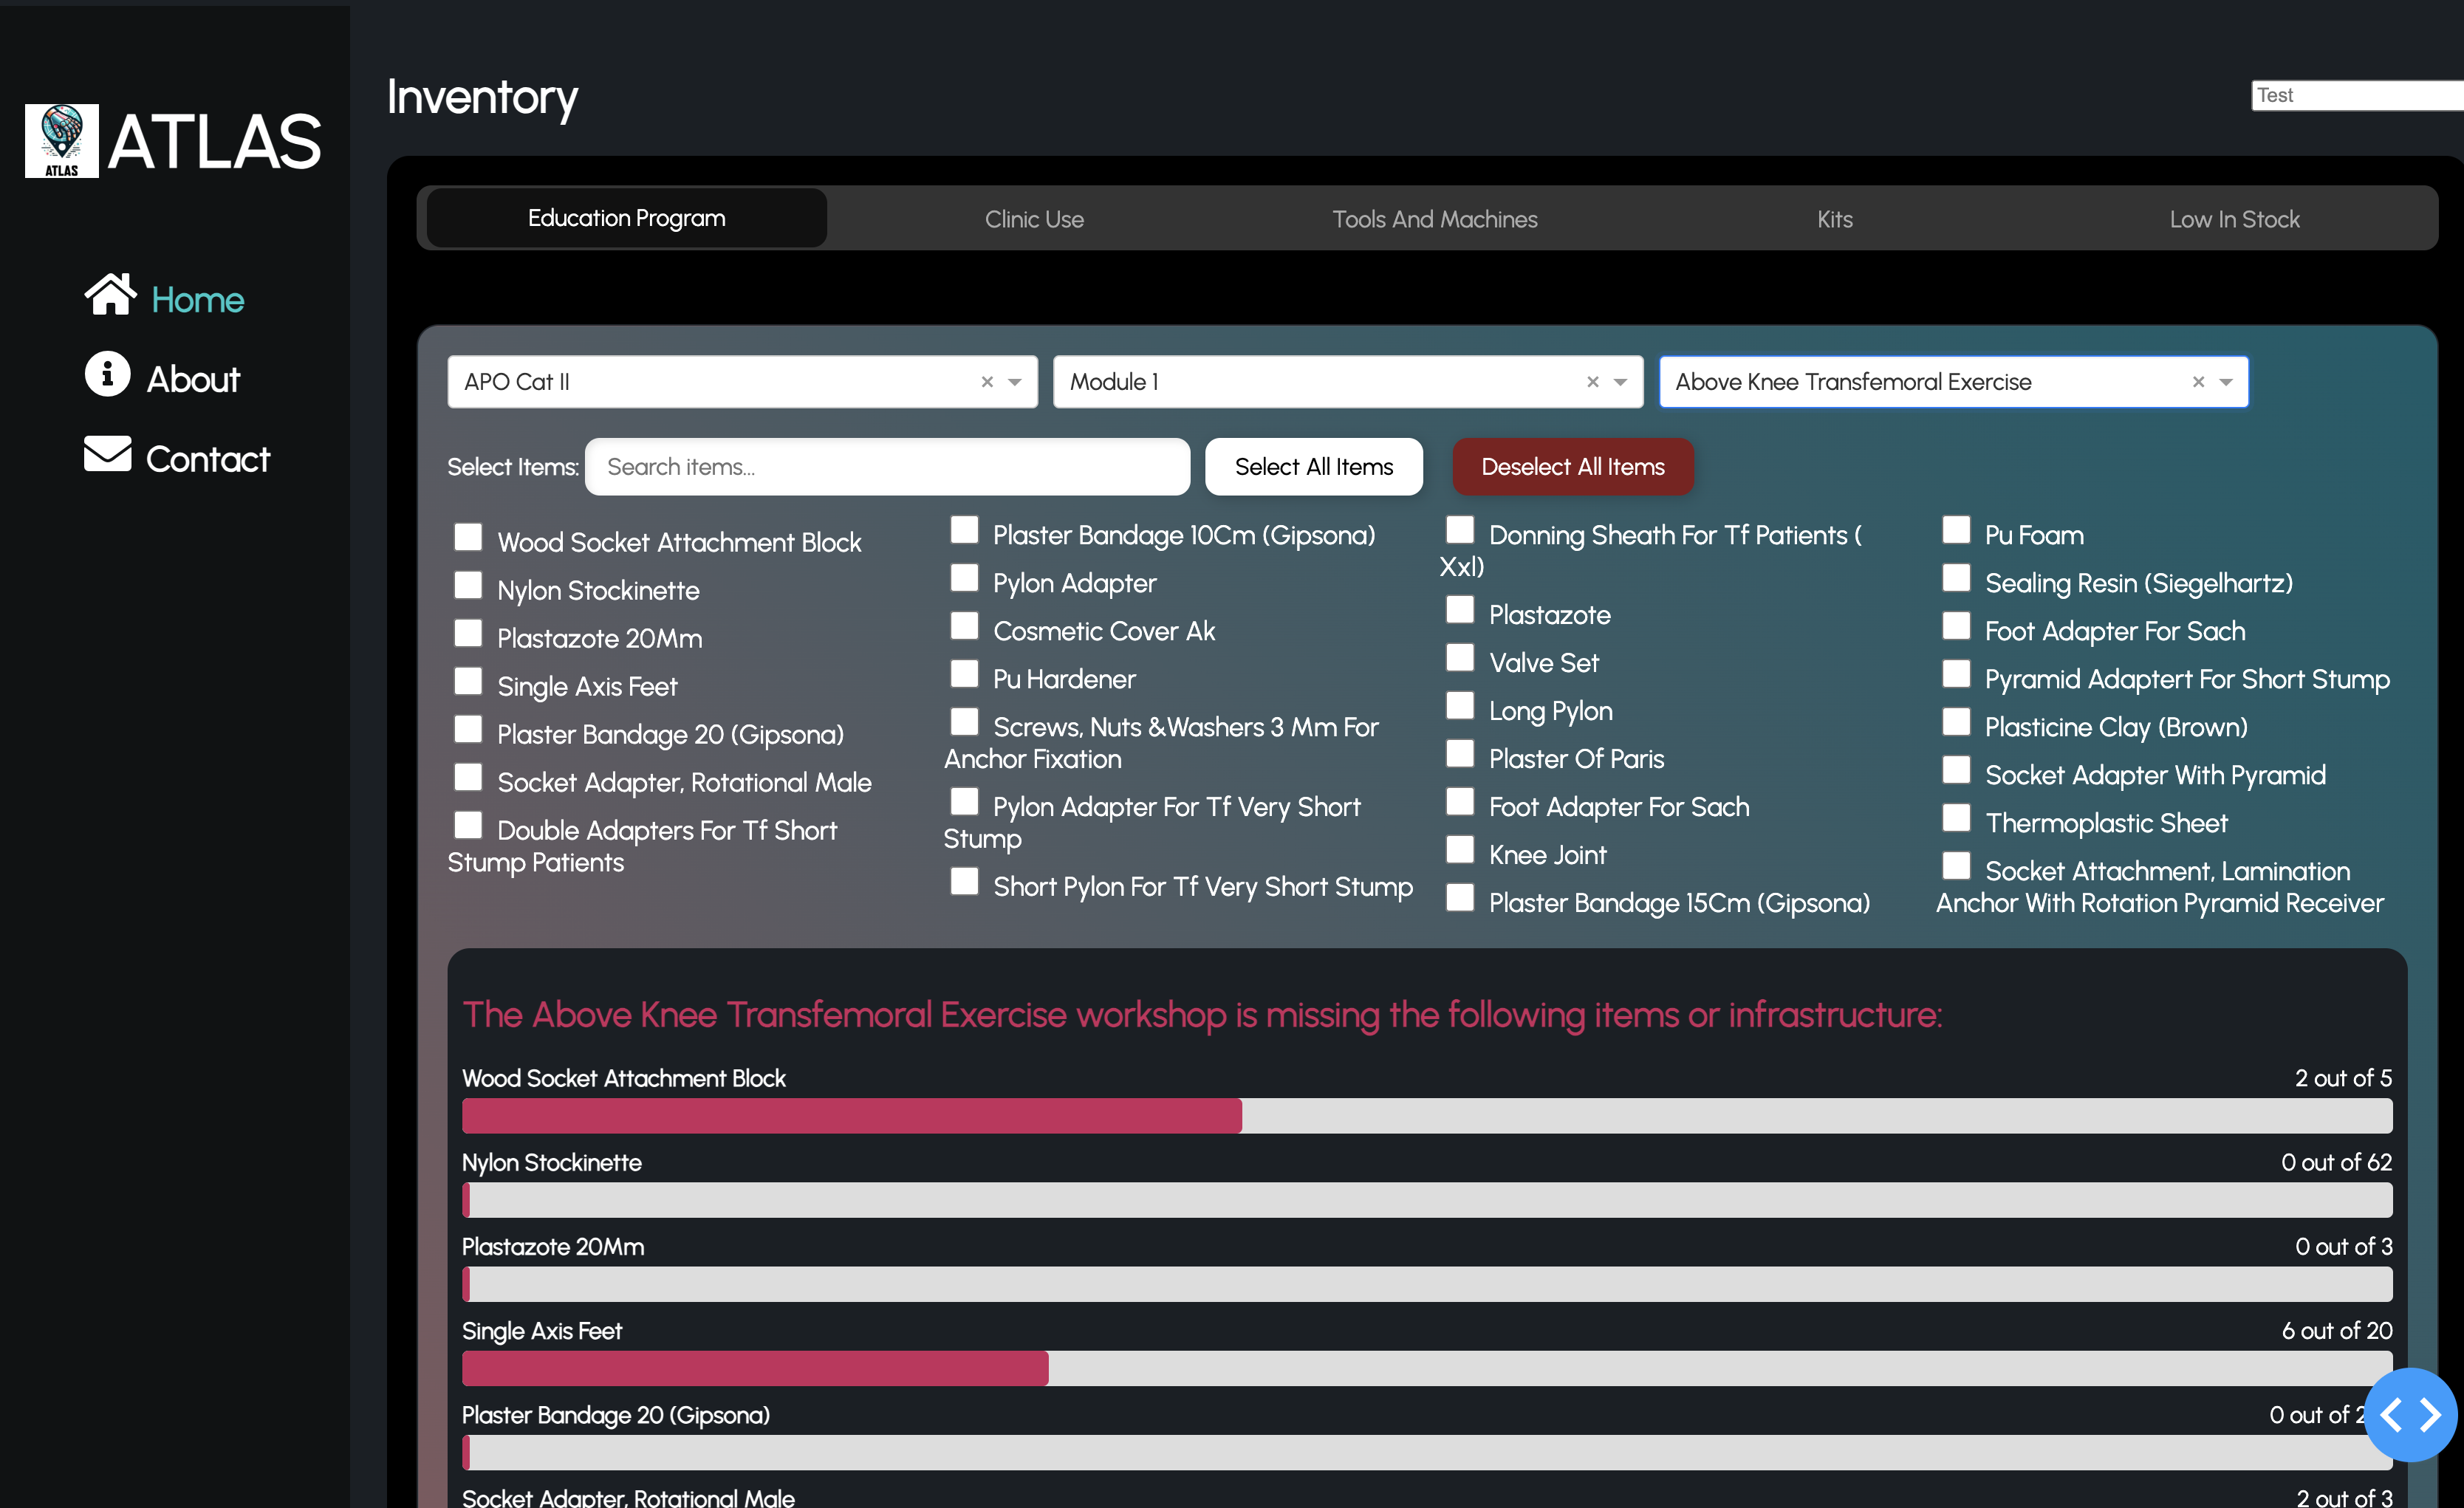 ATLAS
ATLAS
Home
About
Contact
Inventory
Test
Education Program
Clinic Use
Tools And Machines
Kits
Low In Stock
APO Cat II
Module 1
Above Knee Transfemoral Exercise
Select Items:
Search items...
Select All Items
Deselect All Items
Wood Socket Attachment Block
Nylon Stockinette
Plastazote 20Mm
Single Axis Feet
Plaster Bandage 20 (Gipsona)
Socket Adapter, Rotational Male
Double Adapters For Tf Short
Stump Patients
Plaster Bandage 10Cm (Gipsona)
Pylon Adapter
Cosmetic Cover Ak
Pu Hardener
Screws, Nuts &Washers 3 Mm For
Anchor Fixation
Pylon Adapter For Tf Very Short
Stump
Short Pylon For Tf Very Short Stump
Donning Sheath For Tf Patients (
Xxl)
Plastazote
Valve Set
Long Pylon
Plaster Of Paris
Foot Adapter For Sach
Knee Joint
Plaster Bandage 15Cm (Gipsona)
Pu Foam
Sealing Resin (Siegelhartz)
Foot Adapter For Sach
Pyramid Adaptert For Short Stump
Plasticine Clay (Brown)
Socket Adapter With Pyramid
Thermoplastic Sheet
Socket Attachment, Lamination
Anchor With Rotation Pyramid Receiver
The Above Knee Transfemoral Exercise workshop is missing the following items or infrastructure:
Wood Socket Attachment Block
2 out of 5
Nylon Stockinette
0 out of 62
Plastazote 20Mm
0 out of 3
Single Axis Feet
6 out of 20
Plaster Bandage 20 (Gipsona)
0 out of
Socket Adapter, Rotational Male
2 out of 3